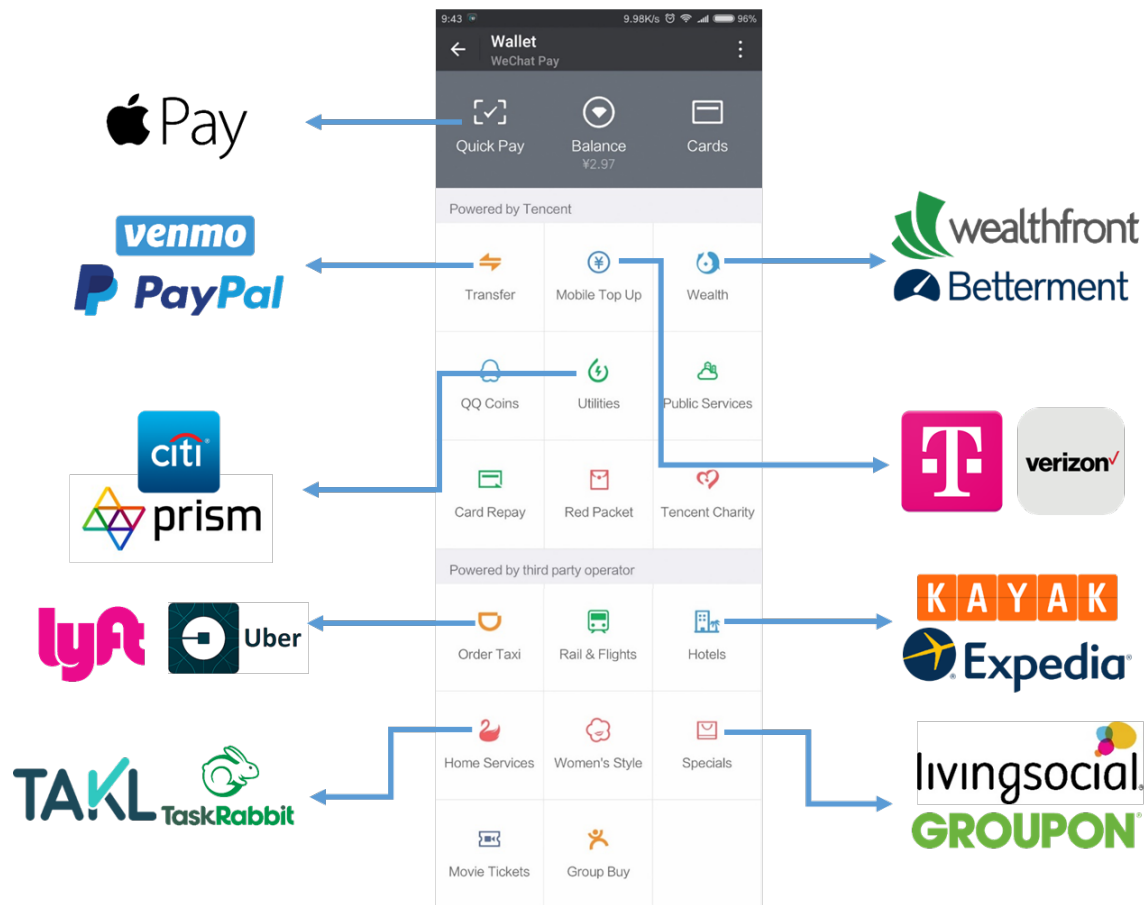 9:43 9.98K/s 96%
Wallet
WeChat Pay
Quick Pay Balance Cards
¥2.97
Powered by Tencent
Transfer Mobile Top Up Wealth
QQ Coins Utilities Public Services
Card Repay Red Packet Tencent Charity
Powered by third party operator
Order Taxi Rail & Flights Hotels
Home Services Women's Style Specials
Movie Tickets Group Buy
Pay
venmo
PayPal
citi
prism
lyft
Uber
TAKL
TaskRabbit
wealthfront
Betterment
T
verizon
KAYAK
Expedia
livingsocial
GROUPON